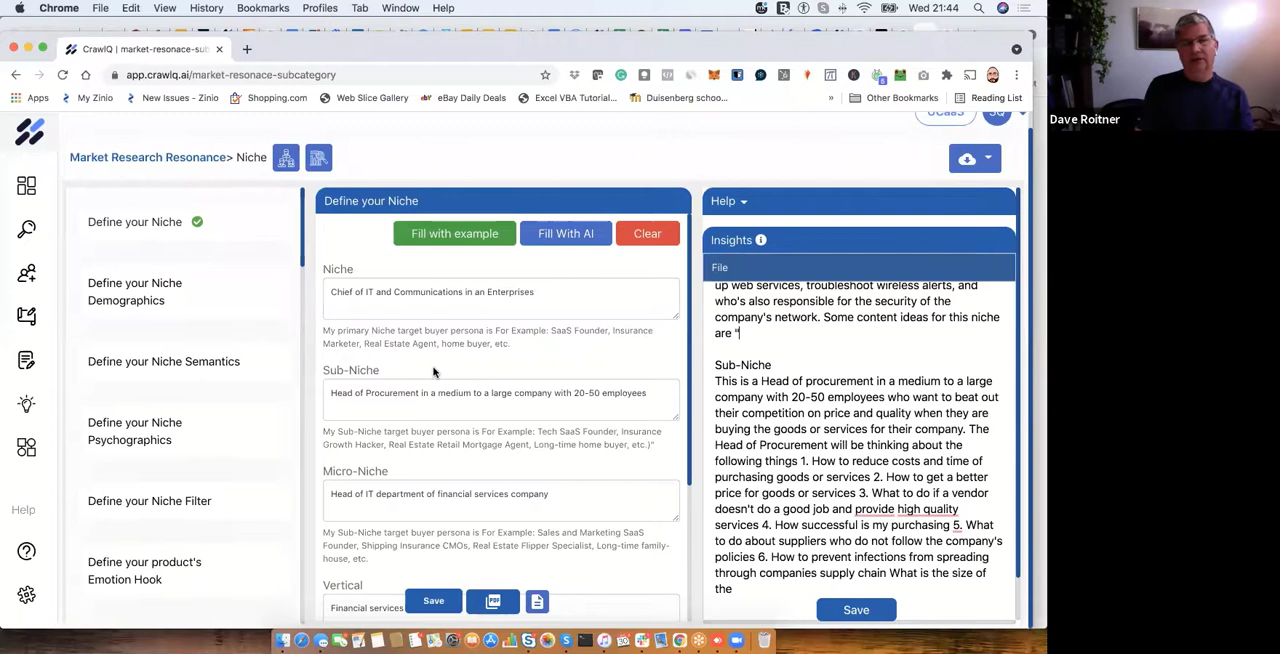 Chrome File Edit View History Bookmarks Profiles Tab Window Help Wed 21:44
CrawlQ | market-resonace-sub
app.crawlq.ai/market-resonace-subcategory
Apps My Zinio New Issues - Zinio Shopping.com Web Slice Gallery eBay Daily Deals Excel VBA Tutorial... Duisenberg schoo... » Other Bookmarks Reading List
Dave Roitner
UCaaS SQ
Market Research Resonance> Niche
Define your Niche
Define your Niche
Demographics
Define your Niche Semantics
Define your Niche
Psychographics
Define your Niche Filter
Define your product's
Emotion Hook
Help
Define your Niche
Fill with example Fill With AI Clear
Niche
Chief of IT and Communications in an Enterprises
My primary Niche target buyer persona is For Example: SaaS Founder, Insurance
Marketer, Real Estate Agent, home buyer, etc.
Sub-Niche
Head of Procurement in a medium to a large company with 20-50 employees
My Sub-Niche target buyer persona is For Example: Tech SaaS Founder, Insurance
Growth Hacker, Real Estate Retail Mortgage Agent, Long-time home buyer, etc.)"
Micro-Niche
Head of IT department of financial services company
My Sub-Niche target buyer persona is For Example: Sales and Marketing SaaS
Founder, Shipping Insurance CMOs, Real Estate Flipper Specialist, Long-time family-
house, etc.
Vertical
Financial services
Save PDF
Help
Insights
File
up web services, troubleshoot wireless alerts, and
who's also responsible for the security of the
company's network. Some content ideas for this niche
are "
Sub-Niche
This is a Head of procurement in a medium to a large
company with 20-50 employees who want to beat out
their competition on price and quality when they are
buying the goods or services for their company. The
Head of Procurement will be thinking about the
following things 1. How to reduce costs and time of
purchasing goods or services 2. How to get a better
price for goods or services 3. What to do if a vendor
doesn't do a good job and provide high quality
services 4. How successful is my purchasing 5. What
to do about suppliers who do not follow the company's
policies 6. How to prevent infections from spreading
through companies supply chain What is the size of
the
Save